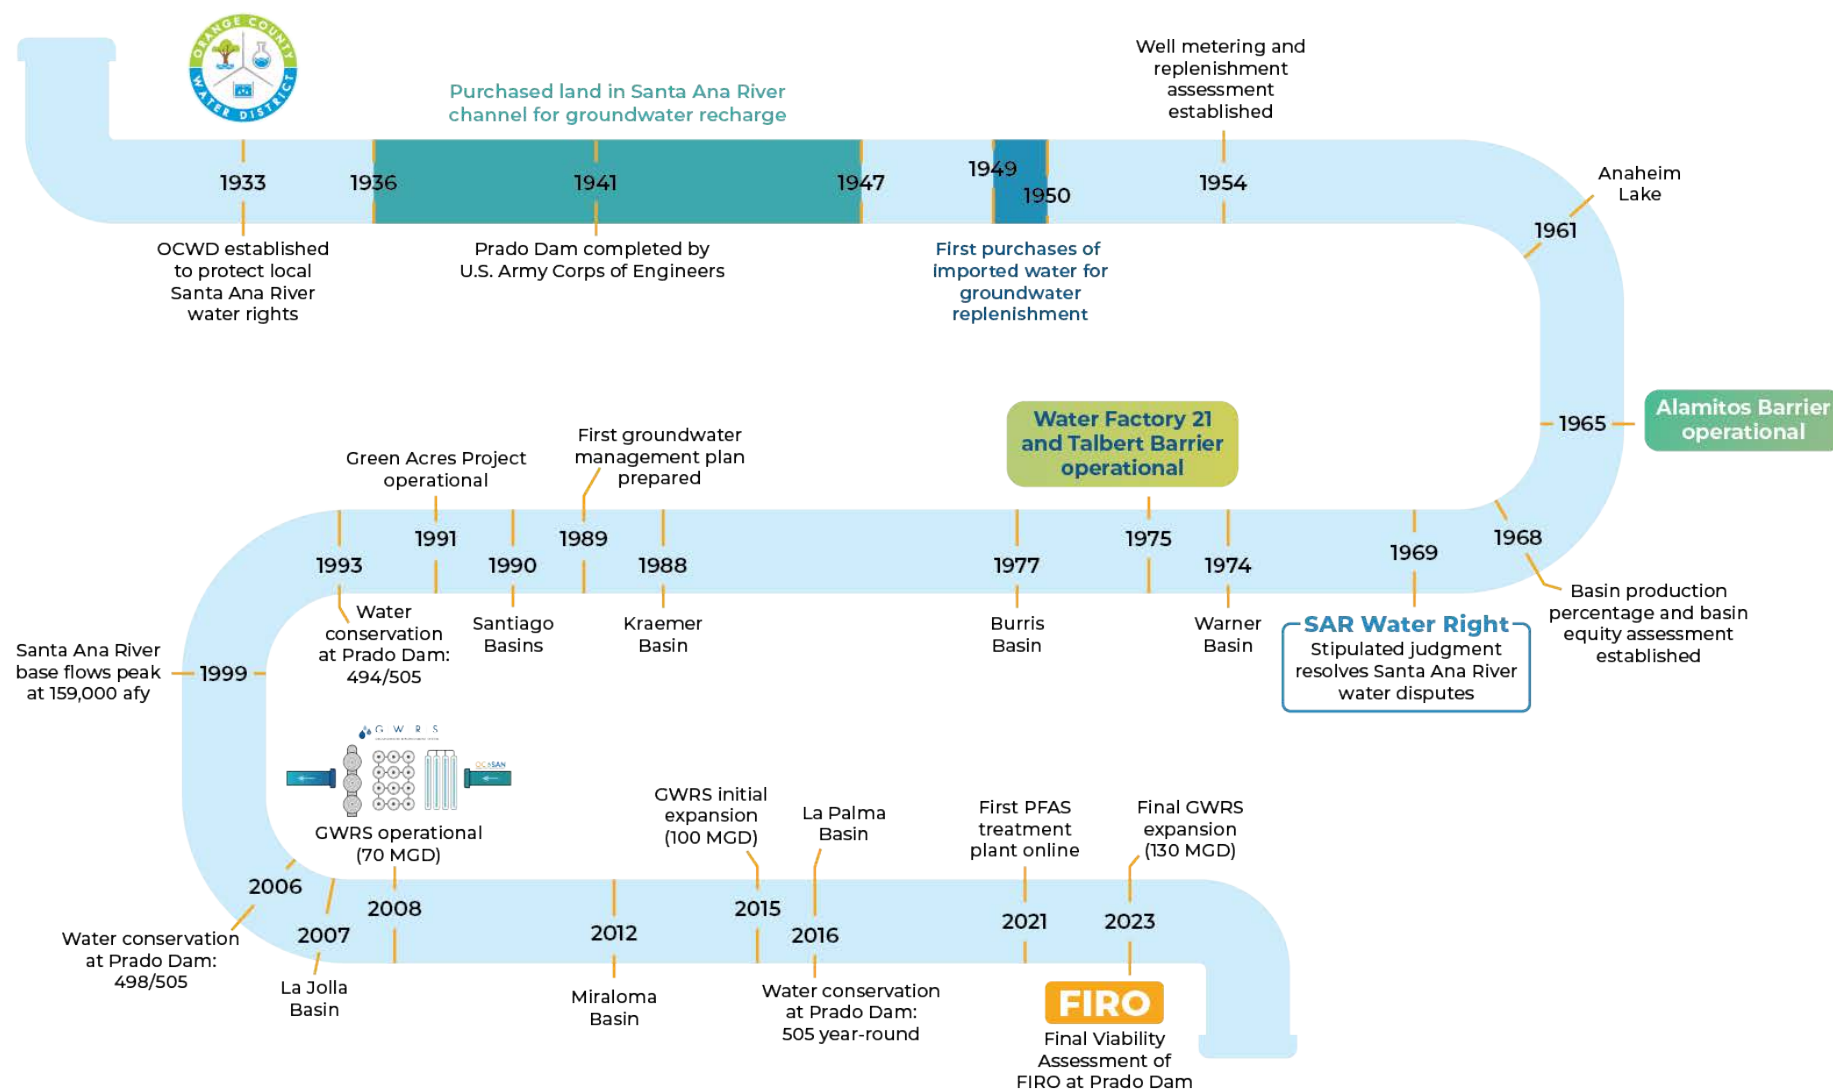 ORANGE COUNTY
WATER DISTRICT
Purchased land in Santa Ana River
channel for groundwater recharge
Well metering and
replenishment
assessment
established
1933
1936
1941
1947
1949
1950
1954
Anaheim
Lake
1961
OCWD established
to protect local
Santa Ana River
water rights
Prado Dam completed by
U.S. Army Corps of Engineers
First purchases of
imported water for
groundwater
replenishment
1965
Alamitos Barrier
operational
1968
Basin production
percentage and basin
equity assessment
established
1969
SAR Water Right
Stipulated judgment
resolves Santa Ana River
water disputes
1974
Warner
Basin
Water Factory 21
and Talbert Barrier
operational
1975
1977
Burris
Basin
1988
Kraemer
Basin
First groundwater
management plan
prepared
1989
1990
Santiago
Basins
Green Acres Project
operational
1991
1993
Water
conservation
at Prado Dam:
494/505
Santa Ana River
base flows peak
at 159,000 afy
1999
2006
Water conservation
at Prado Dam:
498/505
2007
La Jolla
Basin
GWRS
OC SAN
GWRS operational
(70 MGD)
2008
2012
Miraloma
Basin
GWRS initial
expansion
(100 MGD)
2015
La Palma
Basin
2016
Water conservation
at Prado Dam:
505 year-round
First PFAS
treatment
plant online
2021
Final GWRS
expansion
(130 MGD)
2023
FIRO
Final Viability
Assessment of
FIRO at Prado Dam